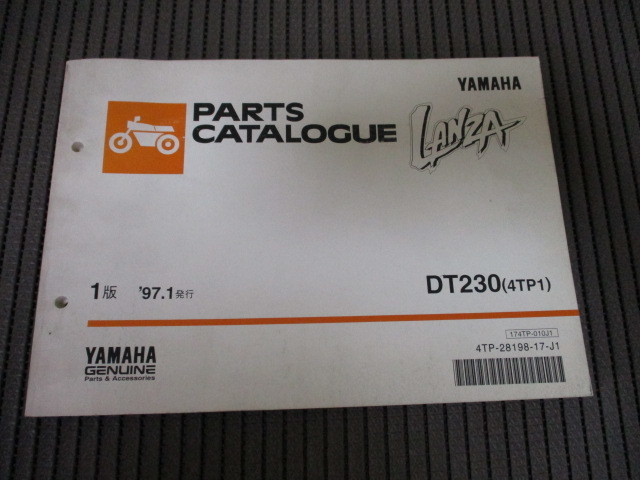 YAMAHA
PARTS
CATALOGUE
LANZA
1版 '97.1発行
DT230(4TP1)
174TP-010J1
4TP-28198-17-J1
YAMAHA
GENUINE
Parts & Accessories